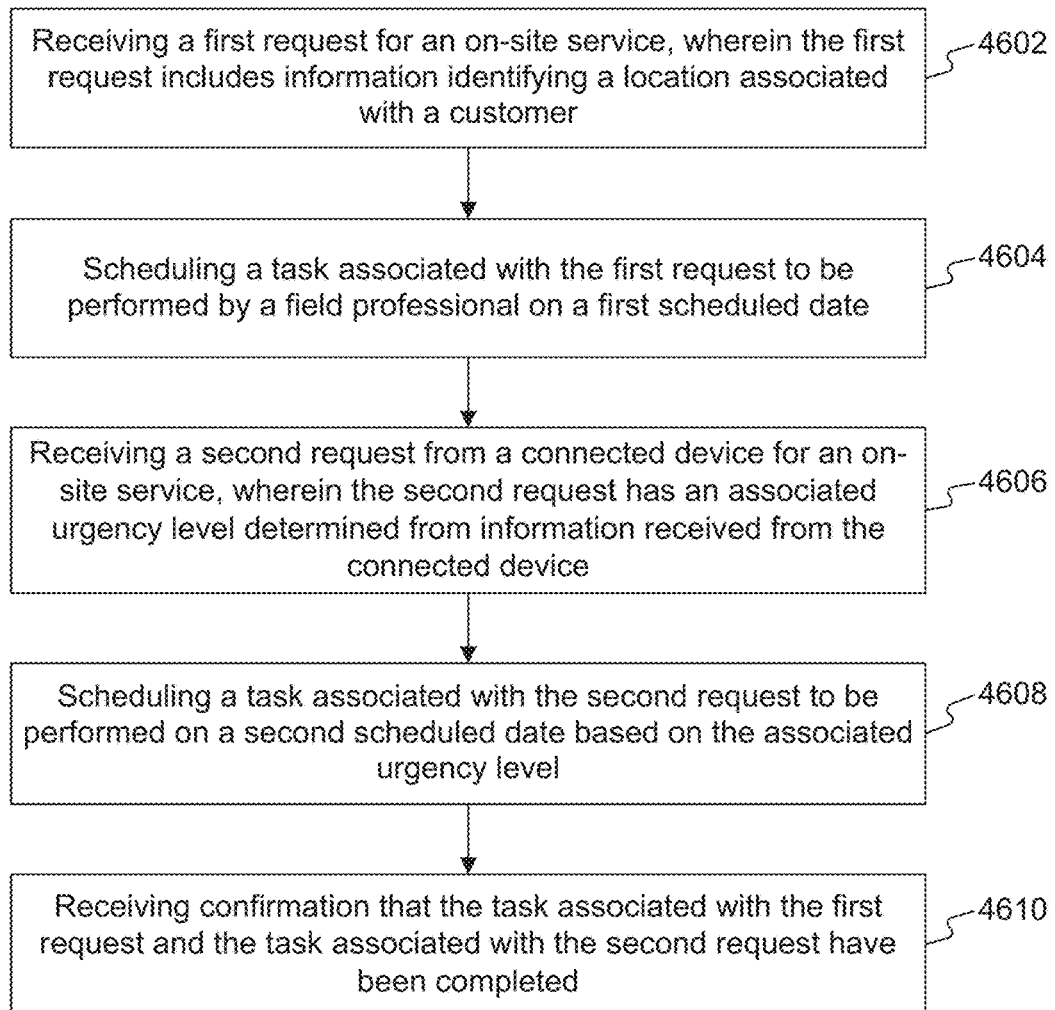 Receiving a first request for an on-site service, wherein the first
request includes information identifying a location associated
with a customer
4602
Scheduling a task associated with the first request to be
performed by a field professional on a first scheduled date
4604
Receiving a second request from a connected device for an on-
site service, wherein the second request has an associated
urgency level determined from information received from the
connected device
4606
Scheduling a task associated with the second request to be
performed on a second scheduled date based on the associated
urgency level
4608
Receiving confirmation that the task associated with the first
request and the task associated with the second request have
been completed
4610